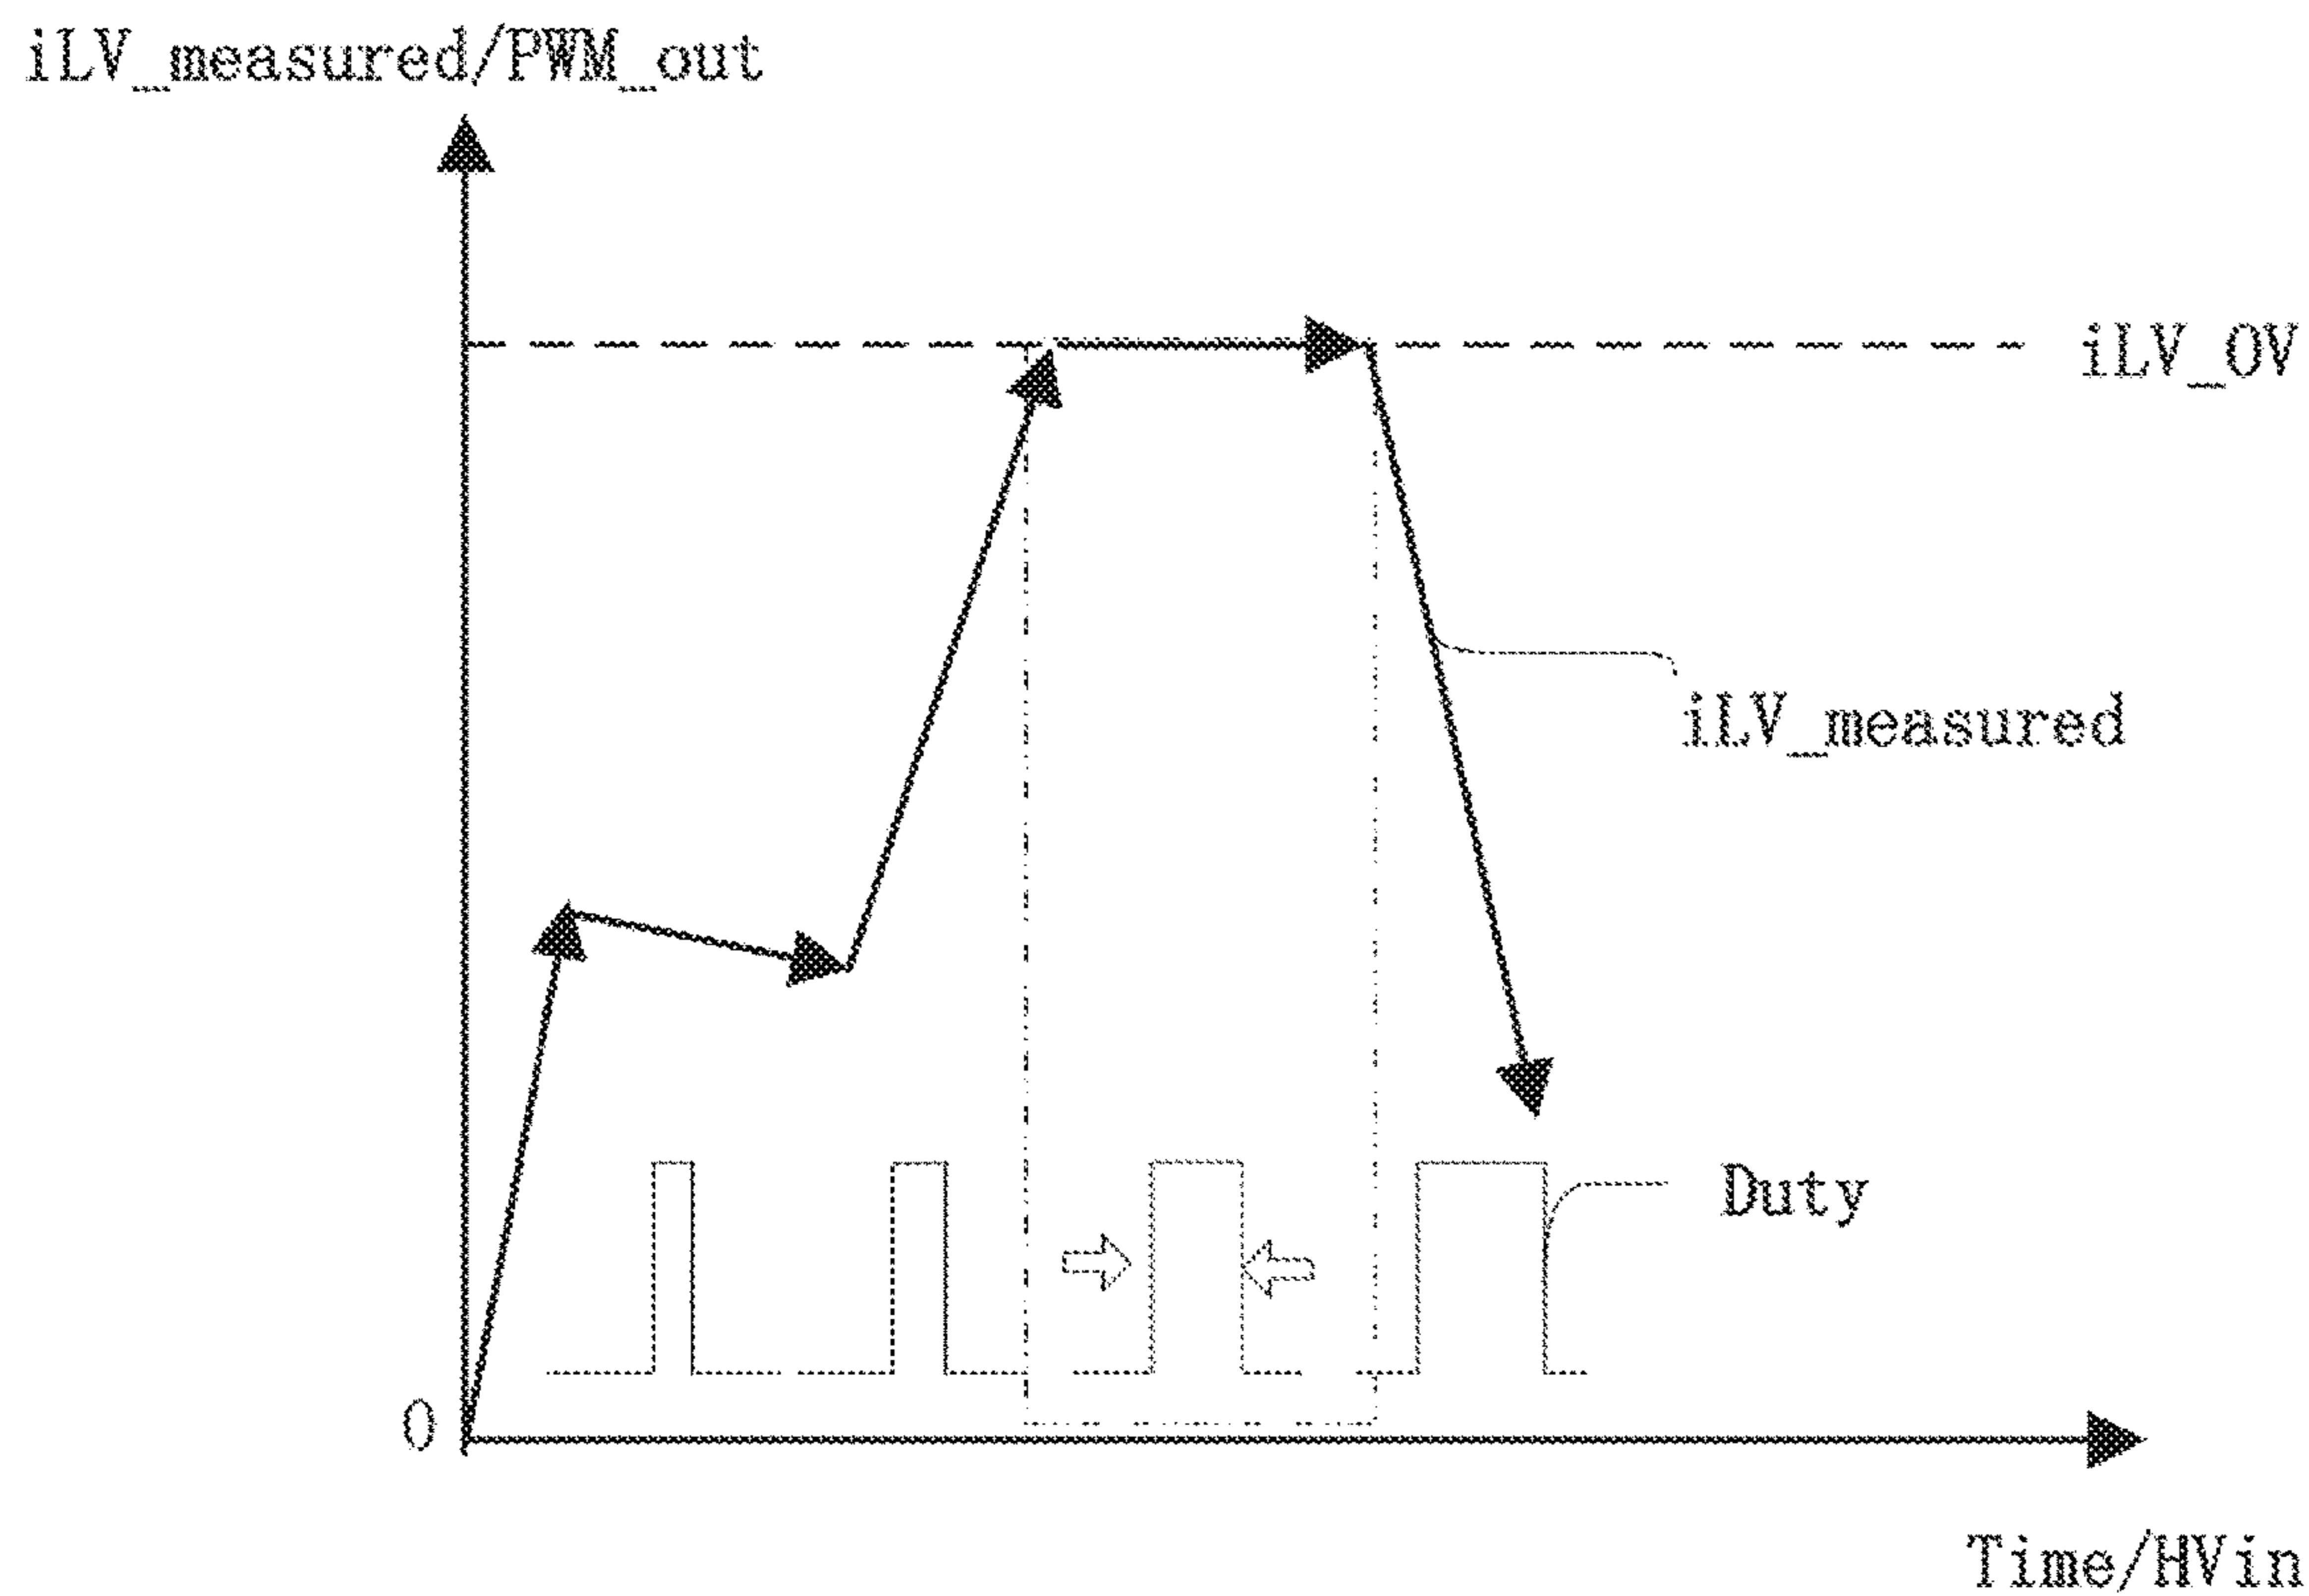 iLV_measured/PWM_out
iLV_OV
iLV_measured
Duty
0
Time/HVin